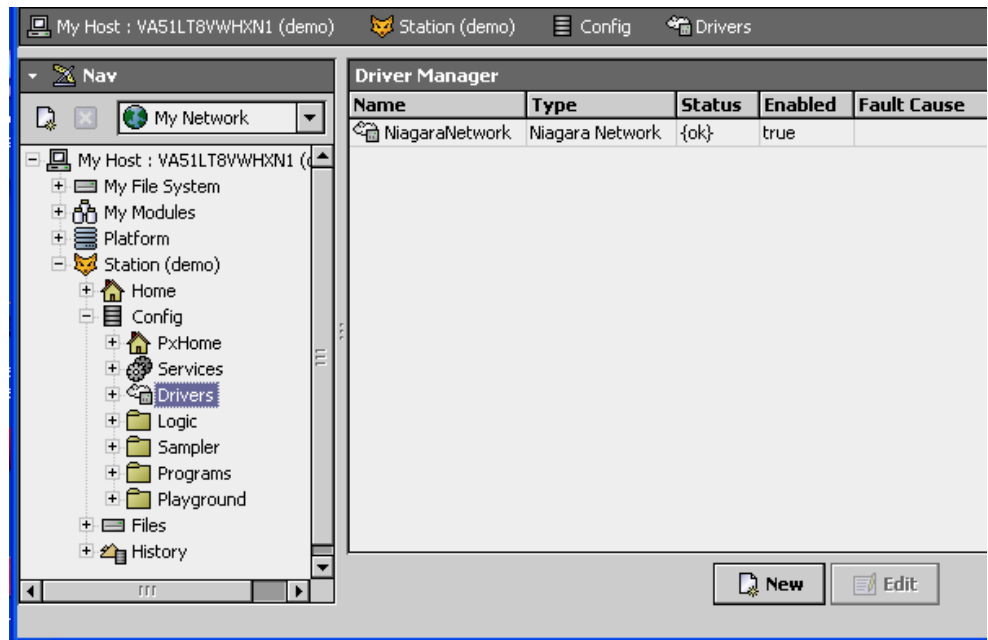 My Host : VA51LT8VWHXN1 (demo) Station (demo) Config Drivers
Nav
My Network
My Host : VA51LT8VWHXN1 (
My File System
My Modules
Platform
Station (demo)
Home
Config
PxHome
Services
Drivers
Logic
Sampler
Programs
Playground
Files
History
Driver Manager
Name Type Status Enabled Fault Cause
NiagaraNetwork Niagara Network {ok} true
New Edit